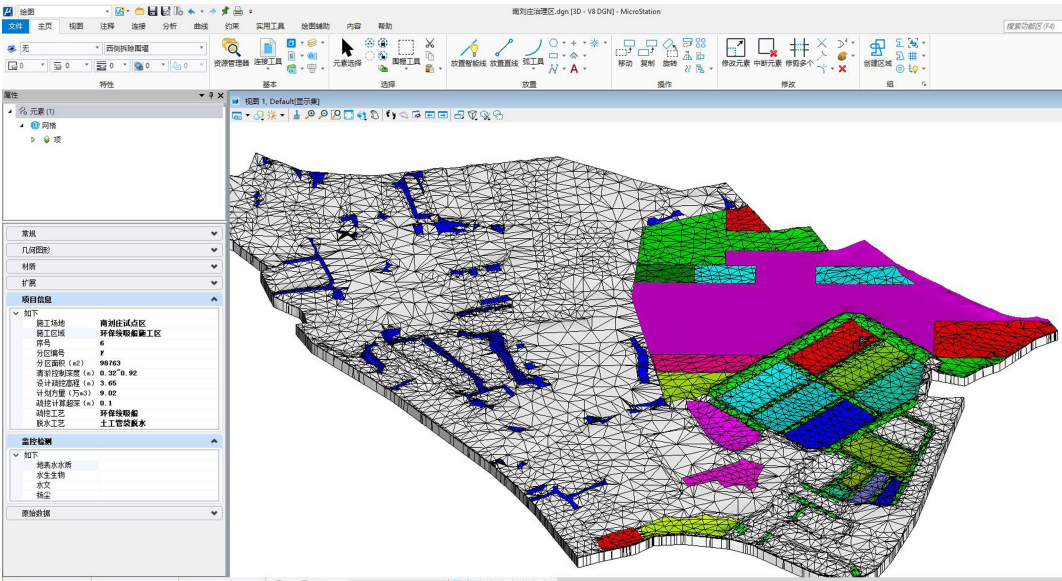 绘图
南刘庄治理区.dgn [3D - V8 DGN] - MicroStation
文件 主页 视图 注释 连接 分析 曲线 约束 实用工具 绘图辅助 内容 帮助
搜索功能区 (F4)
无 西侧拆除围堰
0 0 0 0 0
资源管理器 连接工具 元素选择 围栅工具 放置智能线 放置直线 弧工具 移动 复制 旋转 修改元素 中断元素 修剪多个 创建区域
特性 基本 选择 放置 操作 修改 组
属性
视图 1, Default[显示集]
元素 (1)
网格
项
常规
几何图形
材质
扩展
项目信息
如下
施工场地 南刘庄试点区
施工区域 环保绞吸船施工区
序号 6
分区编号 F
分区面积 (m2) 98763
清淤控制深度 (m) 0.32~0.92
设计疏挖高程 (m) 3.65
计划方量 (万m3) 9.02
疏挖计算超深 (m) 0.1
疏挖工艺 环保绞吸船
脱水工艺 土工管袋脱水
监控检测
如下
地表水水质
水生生物
水文
扬尘
原始数据